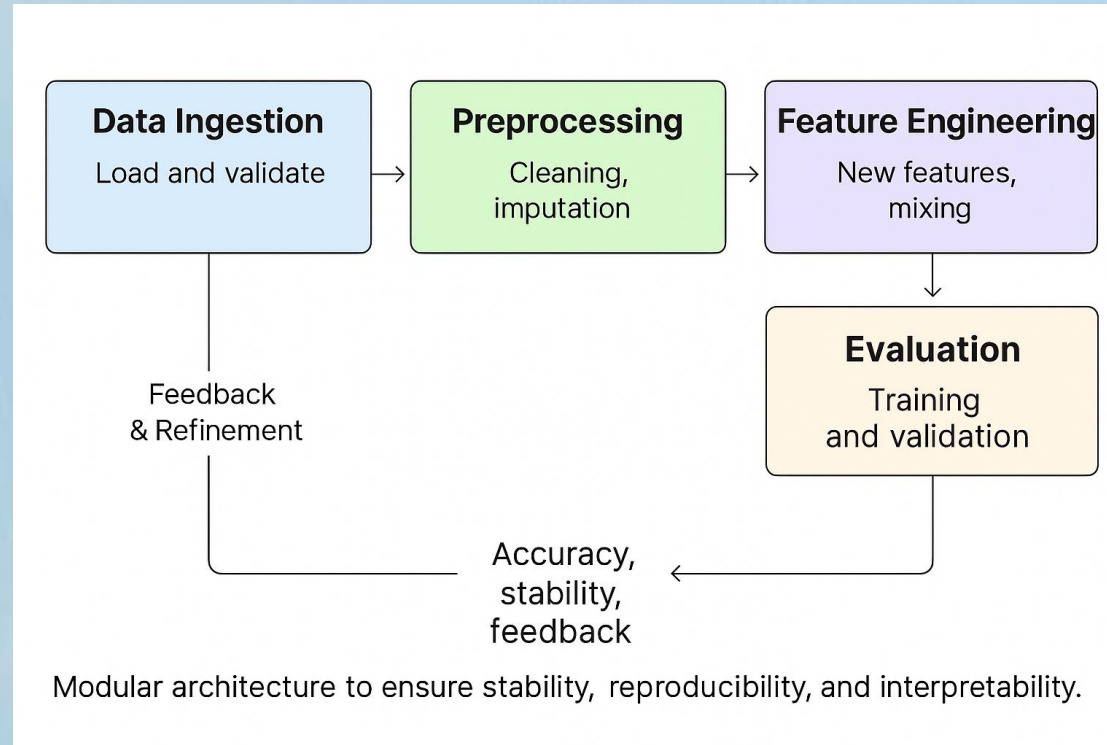 Data Ingestion
Load and validate
Preprocessing
Cleaning,
imputation
Feature Engineering
New features,
mixing
Evaluation
Training
and validation
Feedback
& Refinement
Accuracy,
stability,
feedback
Modular architecture to ensure stability, reproducibility, and interpretability.